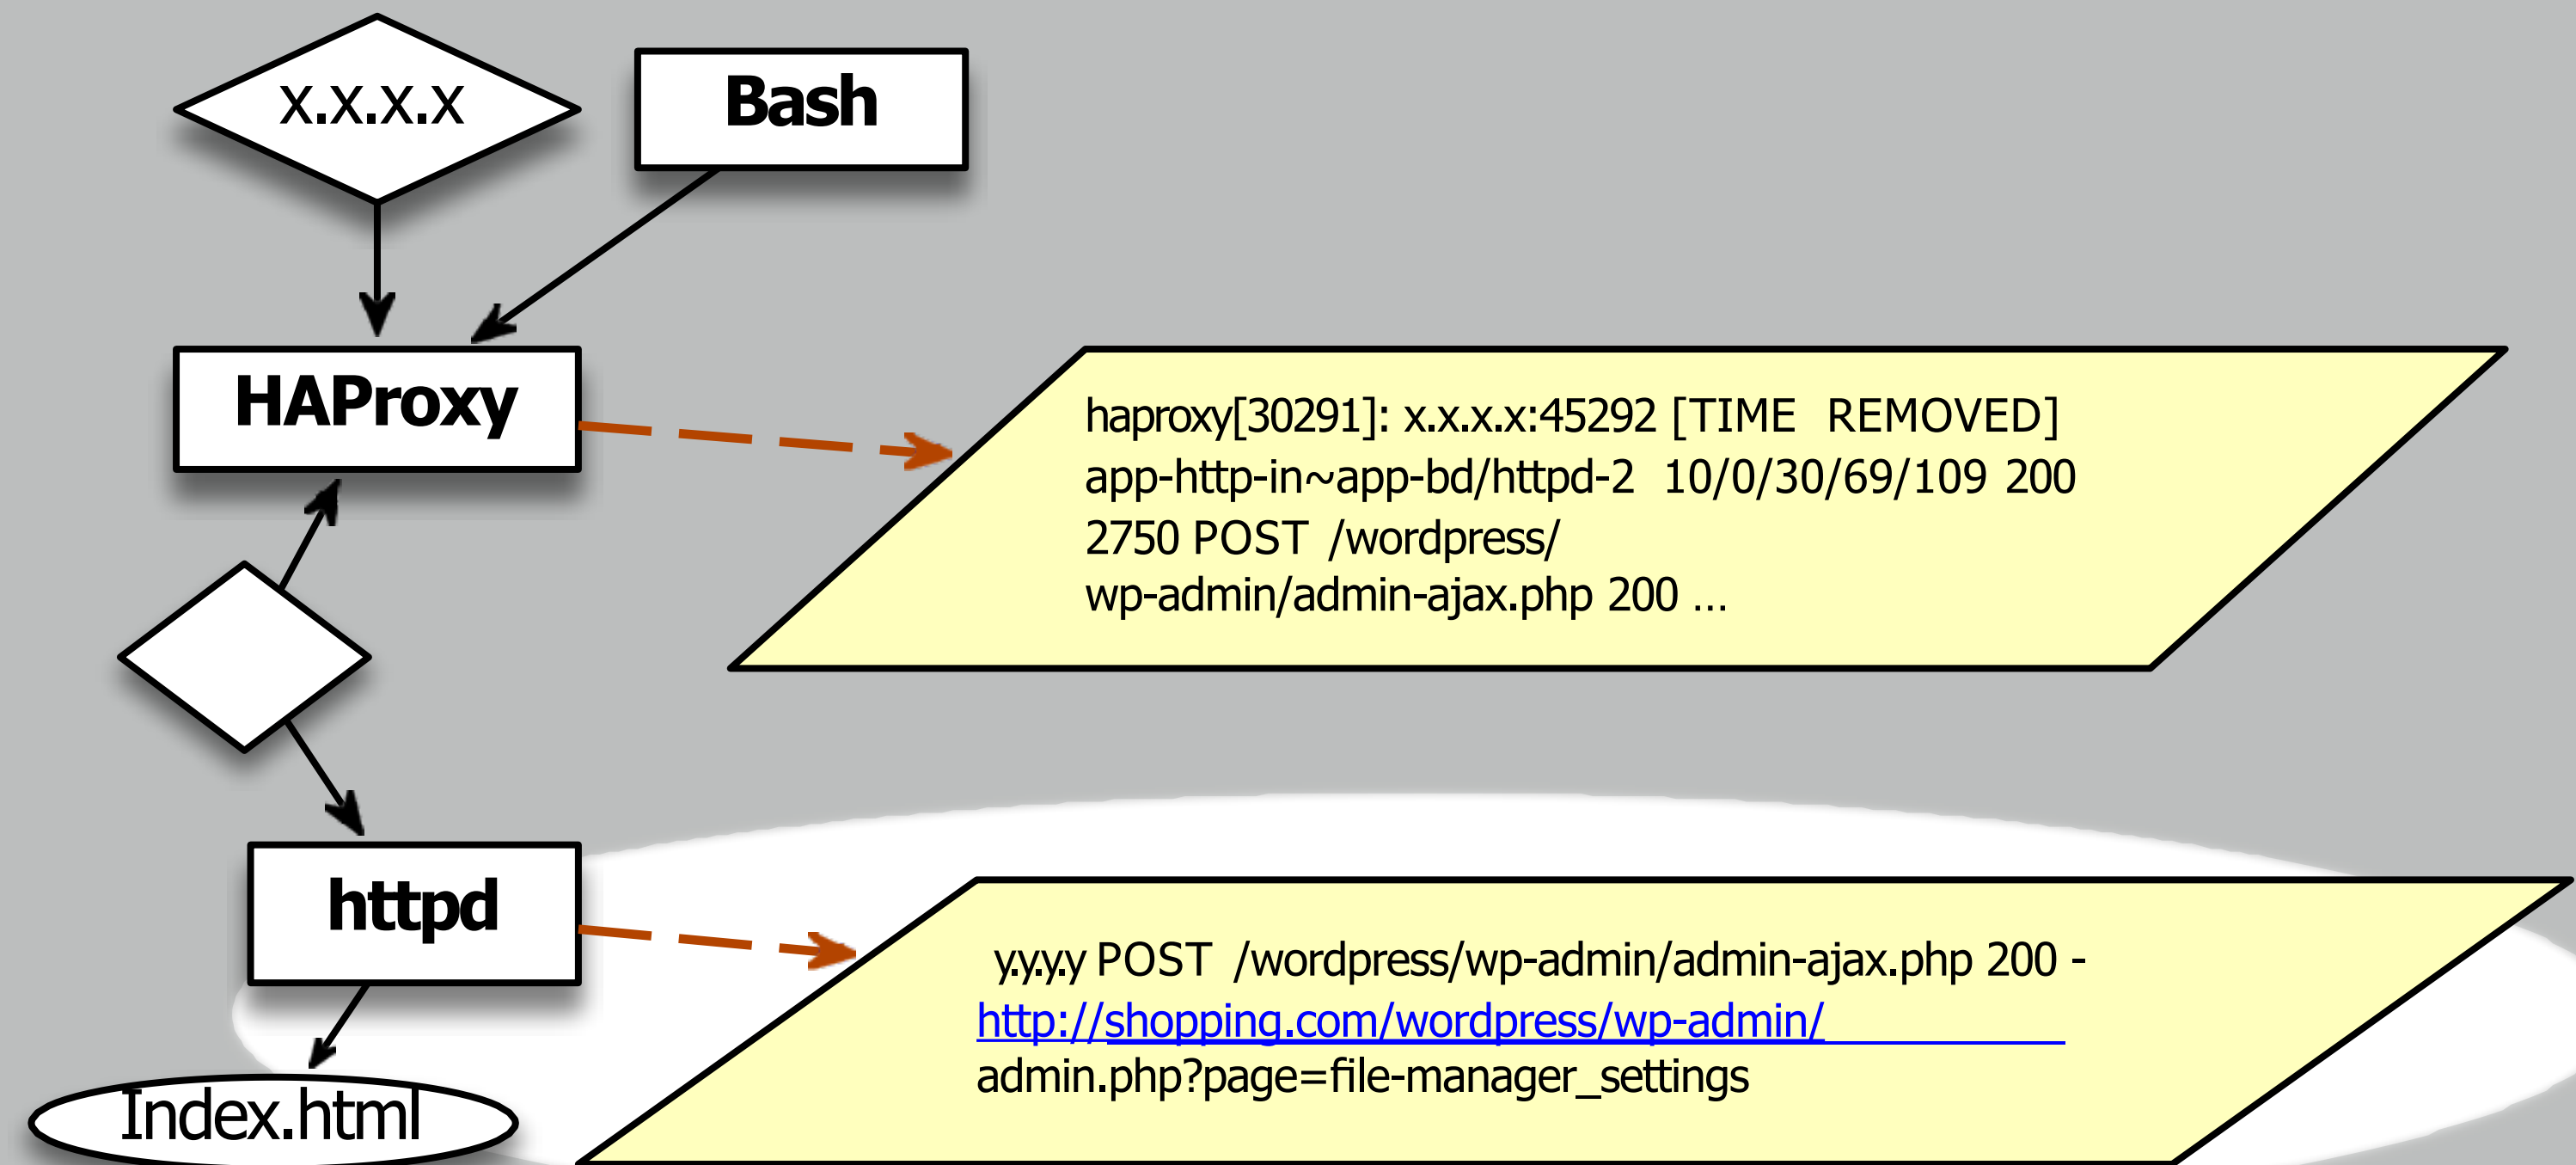 x.x.x.x
Bash
HAProxy
haproxy[30291]: x.x.x.x:45292 [TIME REMOVED]
app-http-in~app-bd/httpd-2 10/0/30/69/109 200
2750 POST /wordpress/
wp-admin/admin-ajax.php 200 ...
httpd
y.y.y.y POST /wordpress/wp-admin/admin-ajax.php 200 -
http://shopping.com/wordpress/wp-admin/
admin.php?page=file-manager_settings
Index.html